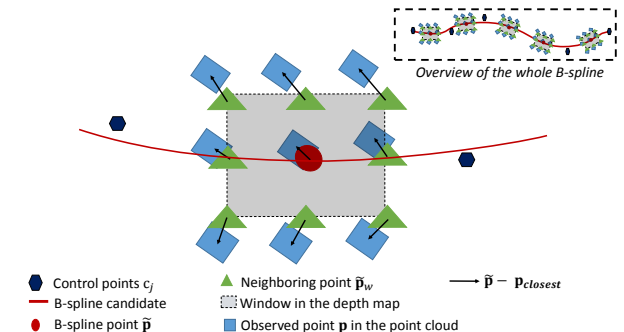 Overview of the whole B-spline
Control points c_j
Neighboring point p̃_w
p̃ − p_closest
B-spline candidate
Window in the depth map
B-spline point p̃
Observed point p in the point cloud